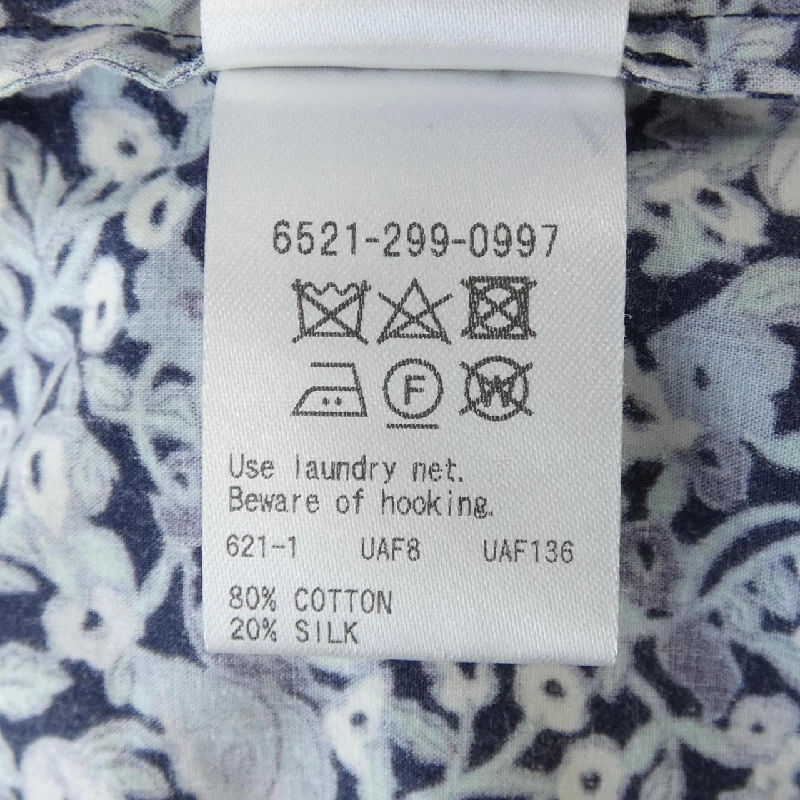 6521-299-0997
F W
Use laundry net.
Beware of hooking.
621-1 UAF8 UAF136
80% COTTON
20% SILK